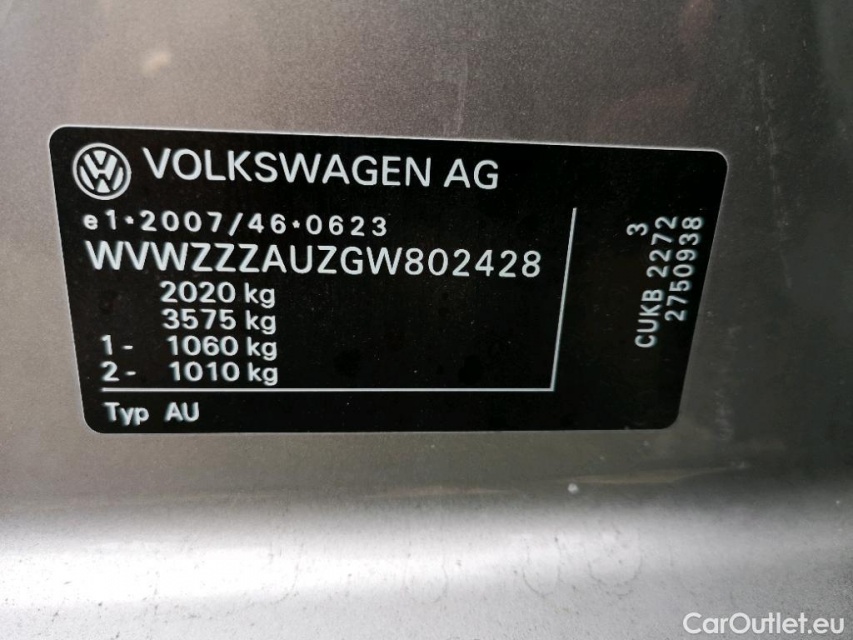 VOLKSWAGEN AG
e1*2007/46*0623
WVWZZZAUZGW802428
2020 kg
3575 kg
1- 1060 kg
2- 1010 kg
Typ AU
3
CUKB 2272
2750938
CarOutlet.eu